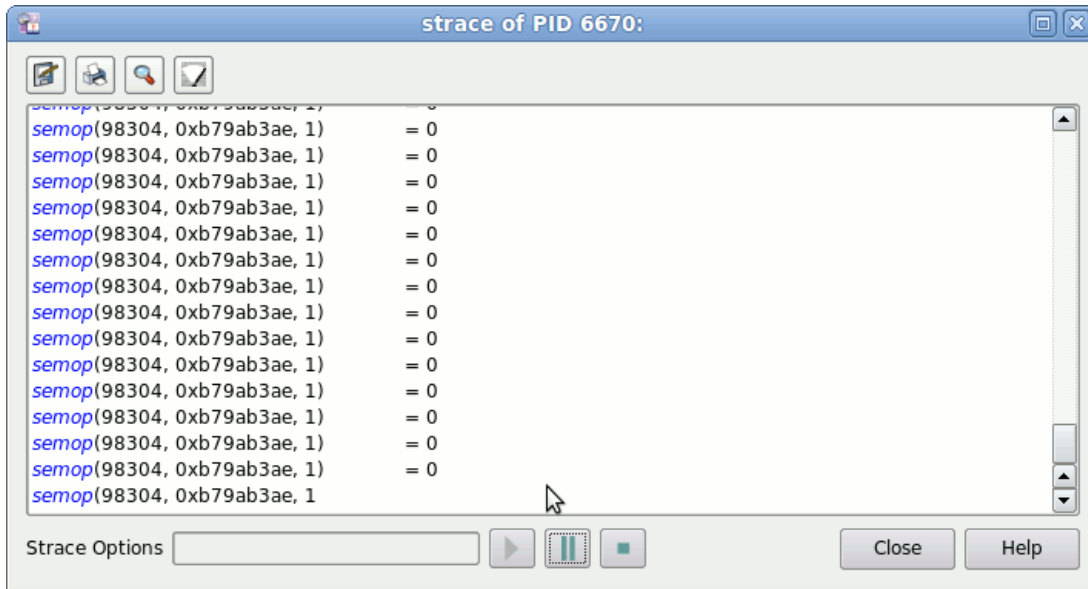 strace of PID 6670:
semop(98304, 0xb79ab3ae, 1) = 0
semop(98304, 0xb79ab3ae, 1) = 0
semop(98304, 0xb79ab3ae, 1) = 0
semop(98304, 0xb79ab3ae, 1) = 0
semop(98304, 0xb79ab3ae, 1) = 0
semop(98304, 0xb79ab3ae, 1) = 0
semop(98304, 0xb79ab3ae, 1) = 0
semop(98304, 0xb79ab3ae, 1) = 0
semop(98304, 0xb79ab3ae, 1) = 0
semop(98304, 0xb79ab3ae, 1) = 0
semop(98304, 0xb79ab3ae, 1) = 0
semop(98304, 0xb79ab3ae, 1) = 0
semop(98304, 0xb79ab3ae, 1) = 0
semop(98304, 0xb79ab3ae, 1) = 0
semop(98304, 0xb79ab3ae, 1
Strace Options Close Help